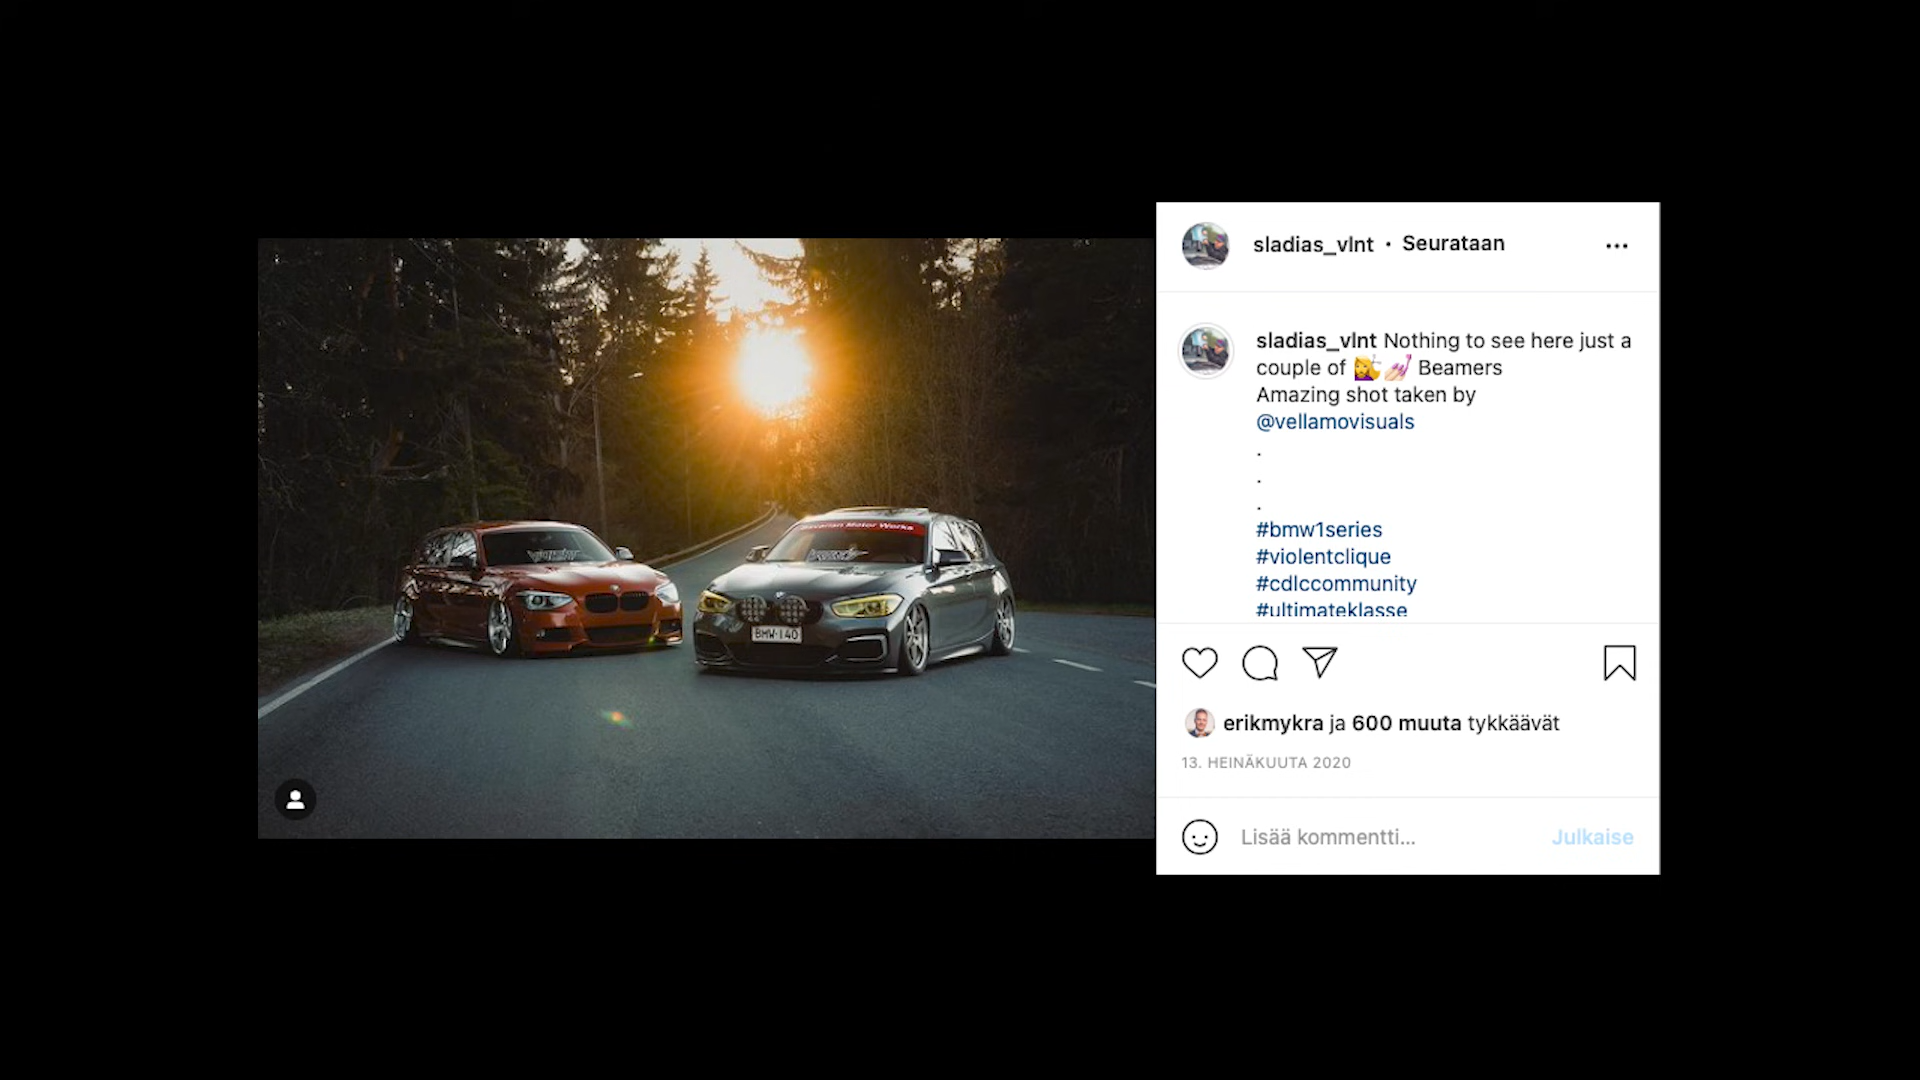 sladias_vlnt • Seurataan
sladias_vlnt Nothing to see here just a
couple of 💇‍♀️💅🏻 Beamers
Amazing shot taken by
@vellamovisuals
.
.
.
#bmw1series
#violentclique
#cdlccommunity
#ultimateklasse
erikmykra ja 600 muuta tykkäävät
13. HEINÄKUUTA 2020
Lisää kommentti...
Julkaise
Bavarian Motor Works
BMW-140